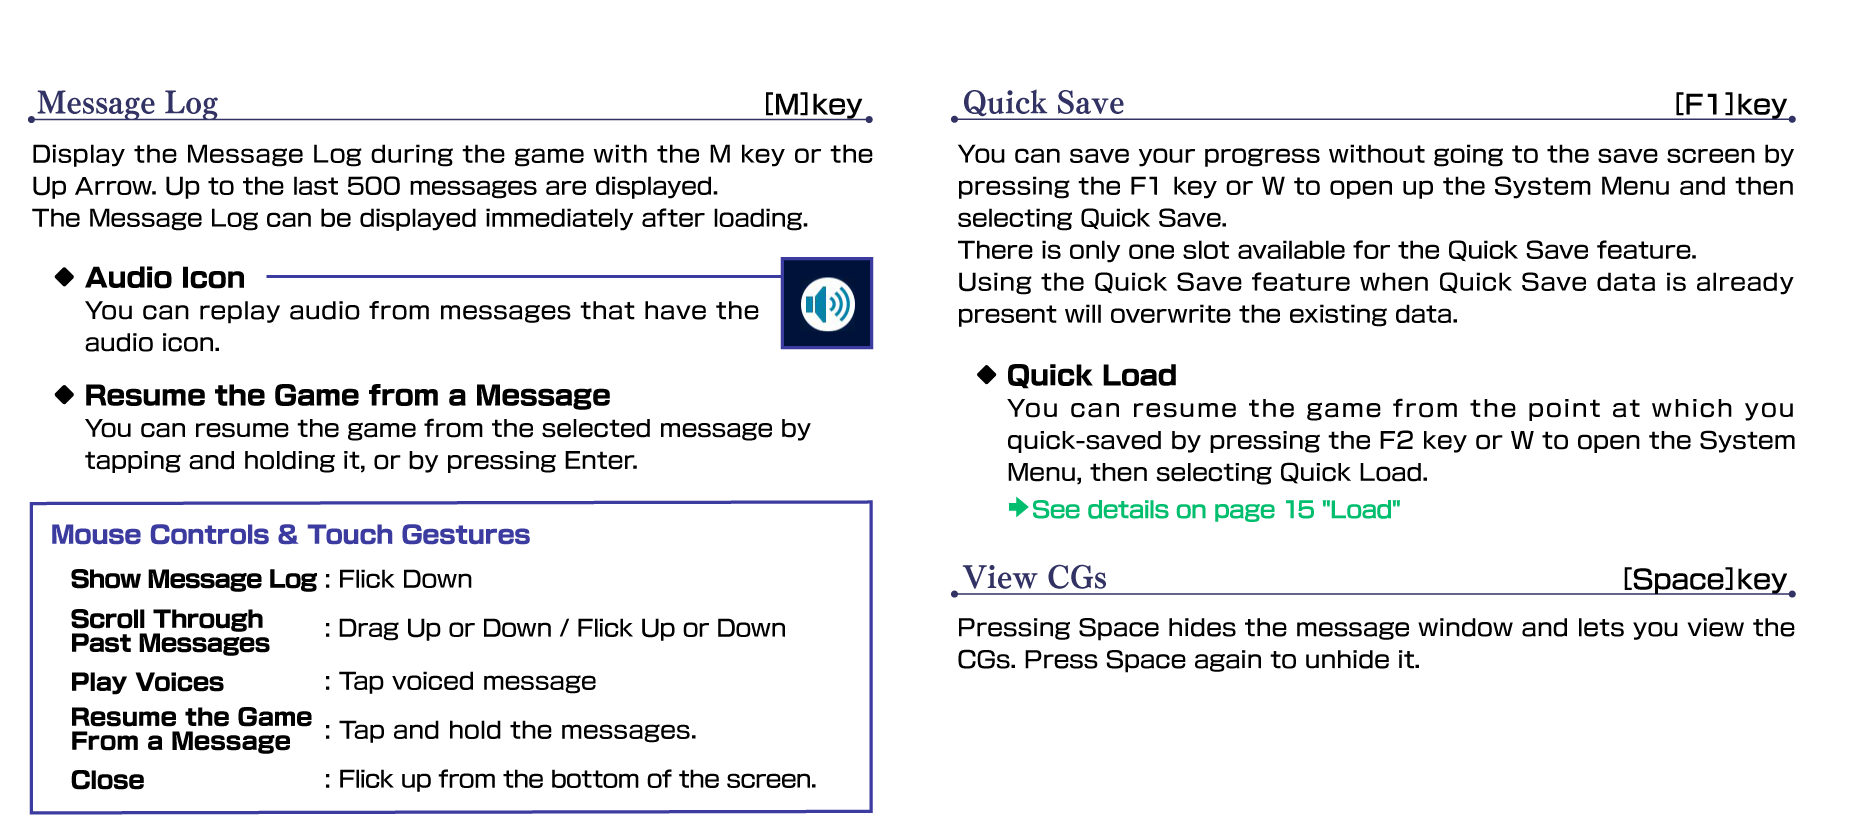 Message Log [M]key
Display the Message Log during the game with the M key or the
Up Arrow. Up to the last 500 messages are displayed.
The Message Log can be displayed immediately after loading.
◆ Audio Icon
You can replay audio from messages that have the
audio icon.
◆ Resume the Game from a Message
You can resume the game from the selected message by
tapping and holding it, or by pressing Enter.
Mouse Controls & Touch Gestures
Show Message Log : Flick Down
Scroll Through
Past Messages : Drag Up or Down / Flick Up or Down
Play Voices : Tap voiced message
Resume the Game
From a Message : Tap and hold the messages.
Close : Flick up from the bottom of the screen.
Quick Save [F1]key
You can save your progress without going to the save screen by
pressing the F1 key or W to open up the System Menu and then
selecting Quick Save.
There is only one slot available for the Quick Save feature.
Using the Quick Save feature when Quick Save data is already
present will overwrite the existing data.
◆ Quick Load
You can resume the game from the point at which you
quick-saved by pressing the F2 key or W to open the System
Menu, then selecting Quick Load.
See details on page 15 "Load"
View CGs [Space]key
Pressing Space hides the message window and lets you view the
CGs. Press Space again to unhide it.